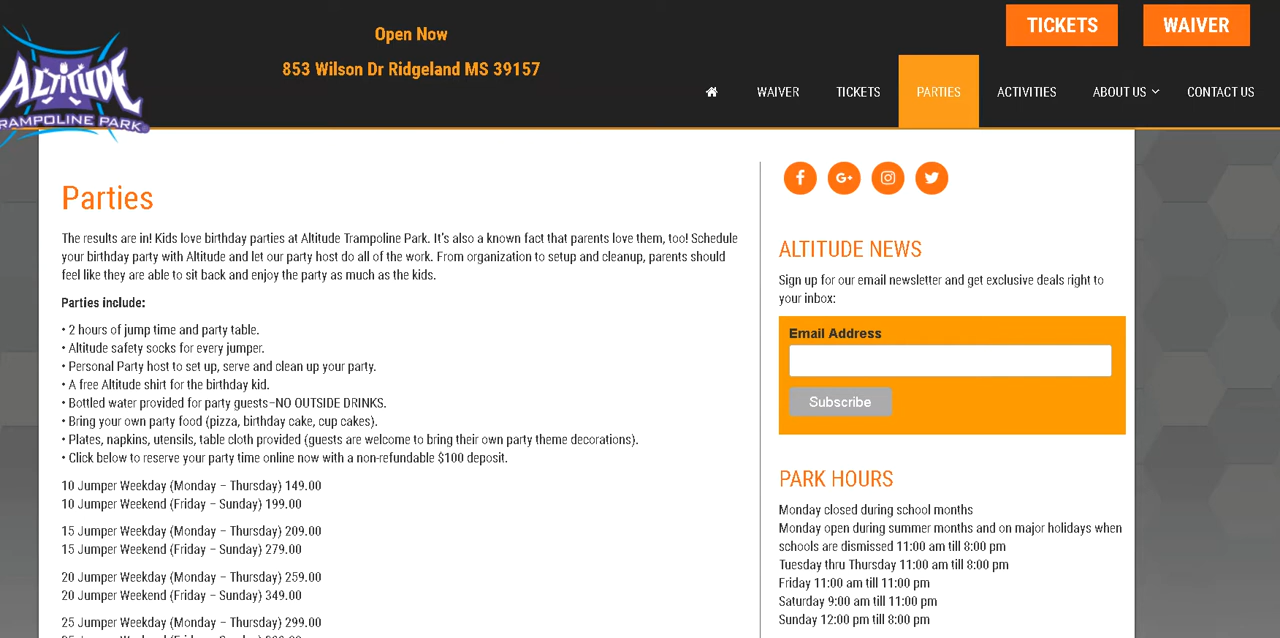 Open Now
853 Wilson Dr Ridgeland MS 39157
TICKETS
WAIVER
ALTITUDE
TRAMPOLINE PARK
WAIVER
TICKETS
PARTIES
ACTIVITIES
ABOUT US
CONTACT US
Parties
The results are in! Kids love birthday parties at Altitude Trampoline Park. It's also a known fact that parents love them, too! Schedule
your birthday party with Altitude and let our party host do all of the work. From organization to setup and cleanup, parents should
feel like they are able to sit back and enjoy the party as much as the kids.
Parties include:
• 2 hours of jump time and party table.
• Altitude safety socks for every jumper.
• Personal Party host to set up, serve and clean up your party.
• A free Altitude shirt for the birthday kid.
• Bottled water provided for party guests–NO OUTSIDE DRINKS.
• Bring your own party food (pizza, birthday cake, cup cakes).
• Plates, napkins, utensils, table cloth provided (guests are welcome to bring their own party theme decorations).
• Click below to reserve your party time online now with a non-refundable $100 deposit.
10 Jumper Weekday (Monday – Thursday) 149.00
10 Jumper Weekend (Friday – Sunday) 199.00
15 Jumper Weekday (Monday – Thursday) 209.00
15 Jumper Weekend (Friday – Sunday) 279.00
20 Jumper Weekday (Monday – Thursday) 259.00
20 Jumper Weekend (Friday – Sunday) 349.00
25 Jumper Weekday (Monday – Thursday) 299.00
ALTITUDE NEWS
Sign up for our email newsletter and get exclusive deals right to
your inbox:
Email Address
Subscribe
PARK HOURS
Monday closed during school months
Monday open during summer months and on major holidays when
schools are dismissed 11:00 am till 8:00 pm
Tuesday thru Thursday 11:00 am till 8:00 pm
Friday 11:00 am till 11:00 pm
Saturday 9:00 am till 11:00 pm
Sunday 12:00 pm till 8:00 pm